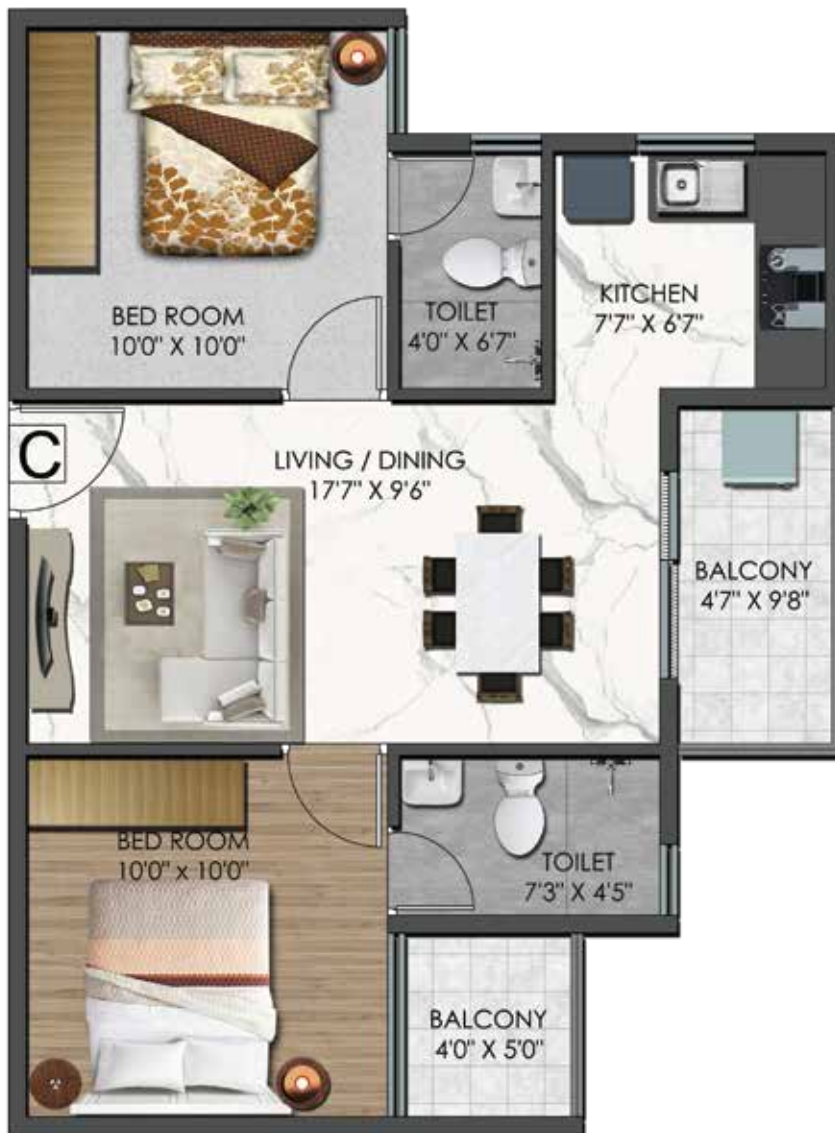 BED ROOM
10'0" X 10'0"
TOILET
4'0" X 6'7"
KITCHEN
7'7" X 6'7"
C
LIVING / DINING
17'7" X 9'6"
BALCONY
4'7" X 9'8"
BED ROOM
10'0" x 10'0"
TOILET
7'3" X 4'5"
BALCONY
4'0" X 5'0"